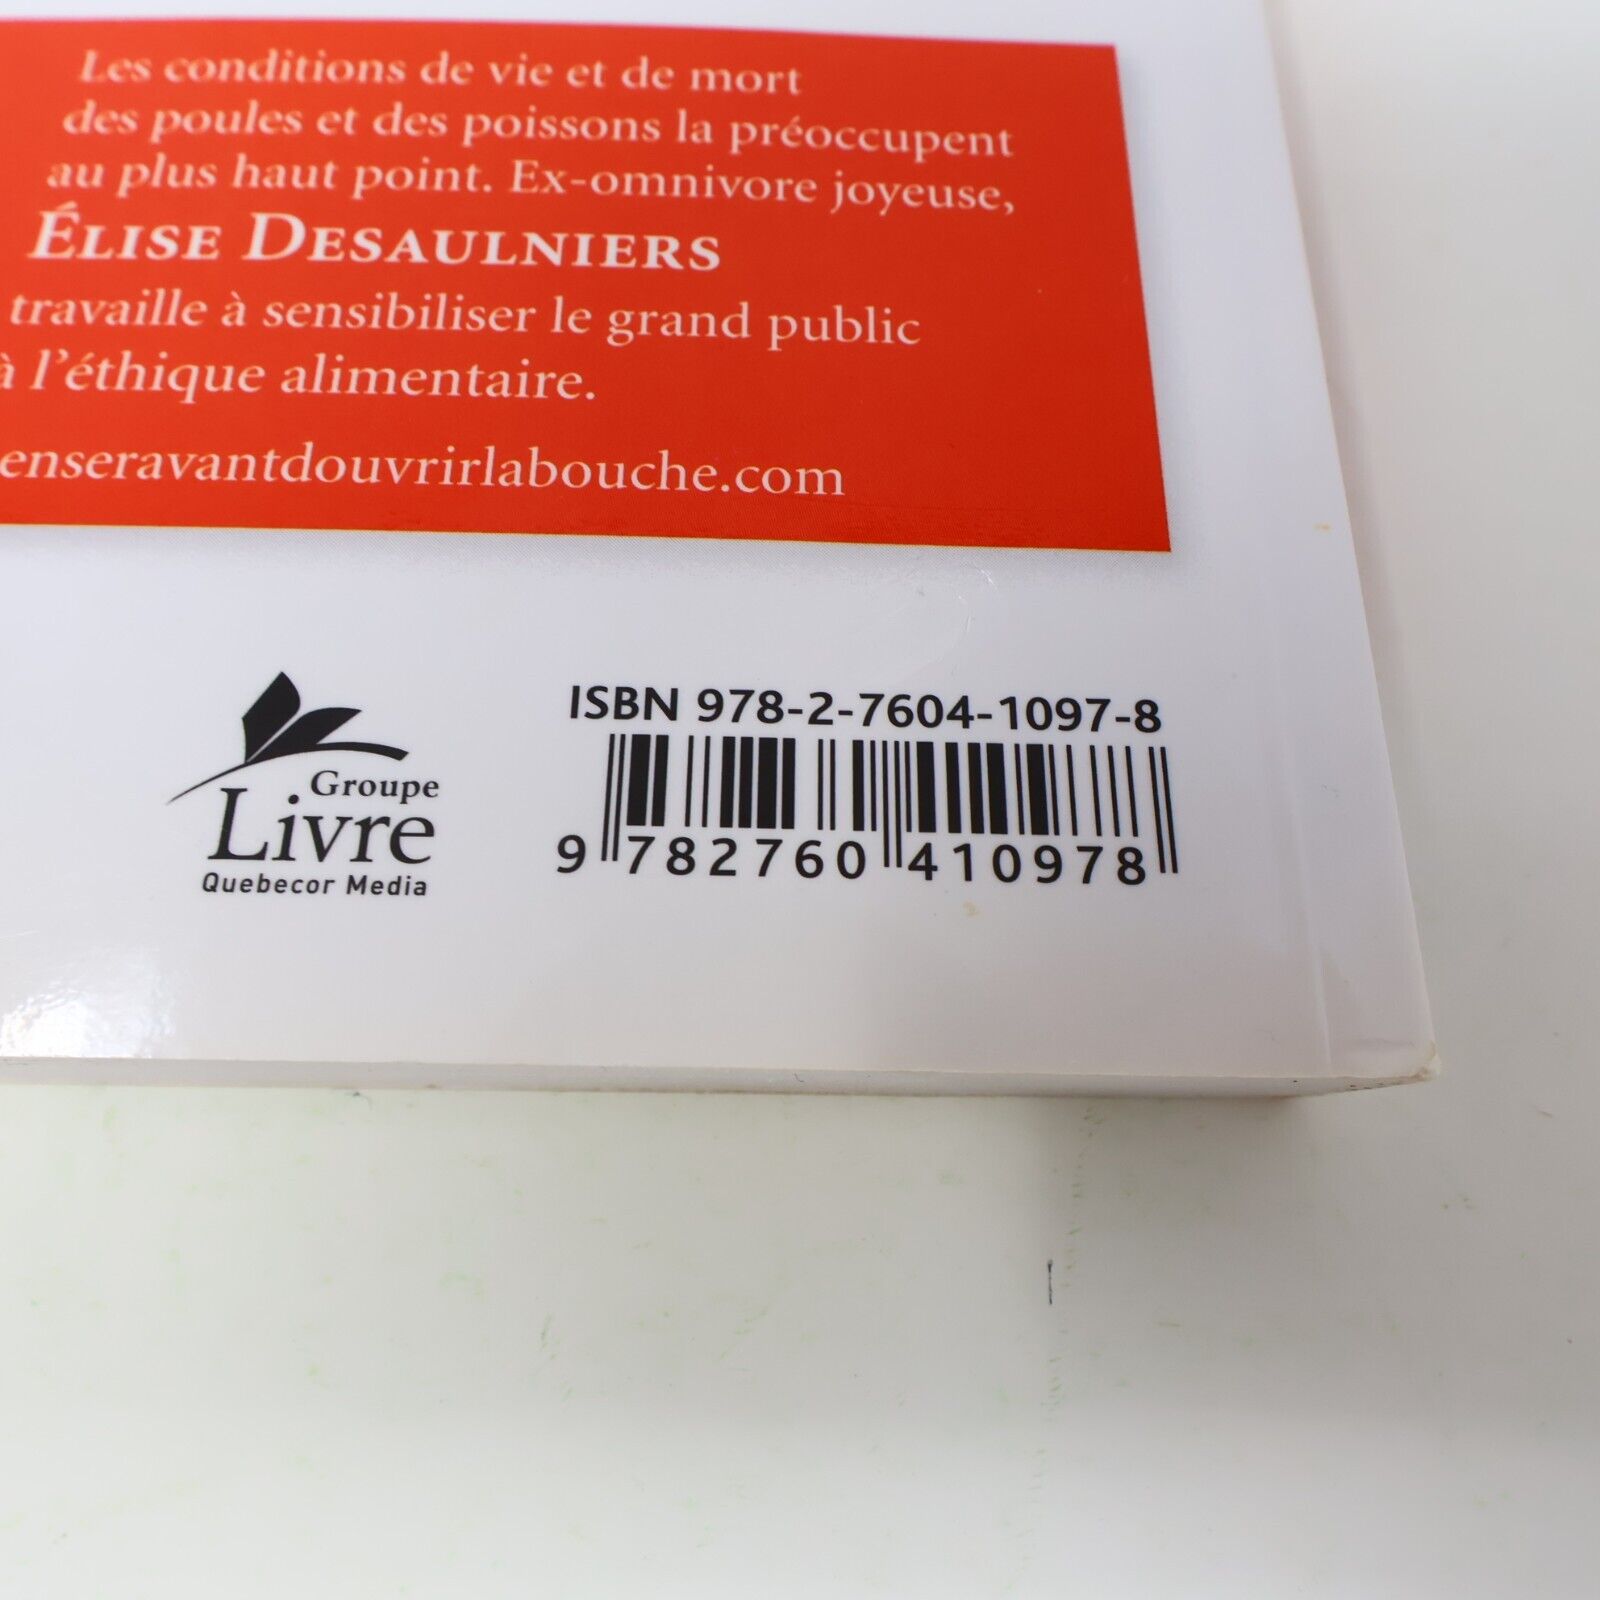 Les conditions de vie et de mort
des poules et des poissons la préoccupent
au plus haut point. Ex-omnivore joyeuse,
ÉLISE DESAULNIERS
travaille à sensibiliser le grand public
à l'éthique alimentaire.
enseravantdouvrirlabouche.com
ISBN 978-2-7604-1097-8
9 782760 410978
Groupe
Livre
Quebecor Media